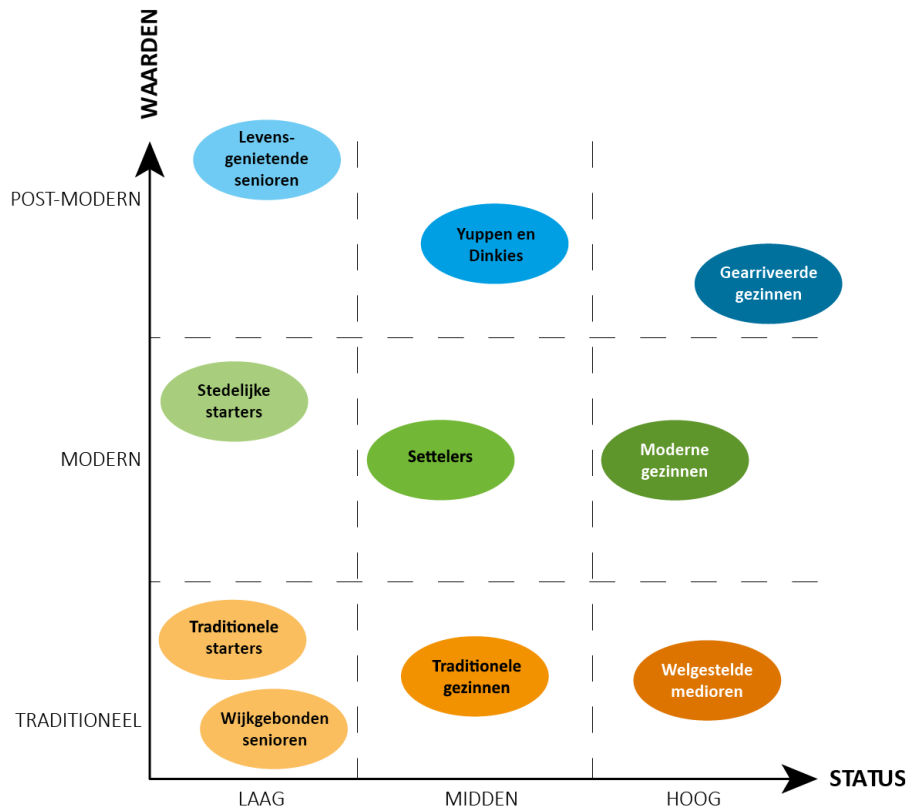 WAARDEN
Levens-
genietende
senioren
POST-MODERN
Yuppen en
Dinkies
Gearriveerde
gezinnen
Stedelijke
starters
MODERN
Settelers
Moderne
gezinnen
Traditionele
starters
Traditionele
gezinnen
Welgestelde
medioren
Wijkgebonden
senioren
TRADITIONEEL
STATUS
LAAG
MIDDEN
HOOG